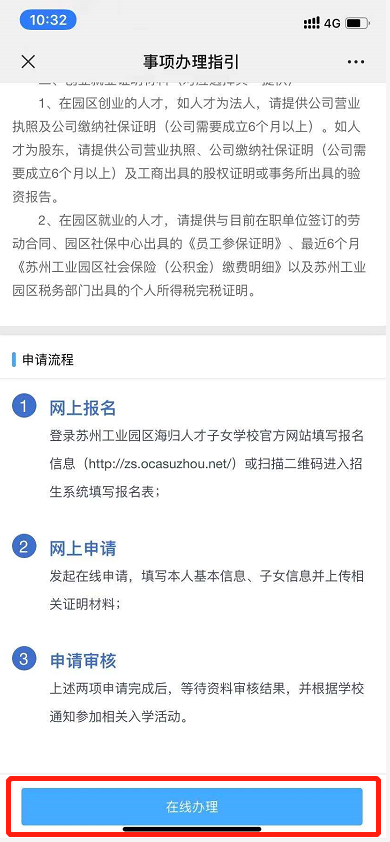 10:32
4G
事项办理指引
1、在园区创业的人才，如人才为法人，请提供公司营业
执照及公司缴纳社保证明（公司需要成立6个月以上）。如人
才为股东，请提供公司营业执照、公司缴纳社保证明（公司需
要成立6个月以上）及工商出具的股权证明或事务所出具的验
资报告。
2、在园区就业的人才，请提供与目前在职单位签订的劳
动合同、园区社保中心出具的《员工参保证明》、最近6个月
《苏州工业园区社会保险（公积金）缴费明细》以及苏州工业
园区税务部门出具的个人所得税完税证明。
申请流程
1 网上报名
登录苏州工业园区海归人才子女学校官方网站填写报名
信息（http://zs.ocasuzhou.net/）或扫描二维码进入招
生系统填写报名表；
2 网上申请
发起在线申请，填写本人基本信息、子女信息并上传相
关证明材料；
3 申请审核
上述两项申请完成后，等待资料审核结果，并根据学校
通知参加相关入学活动。
在线办理